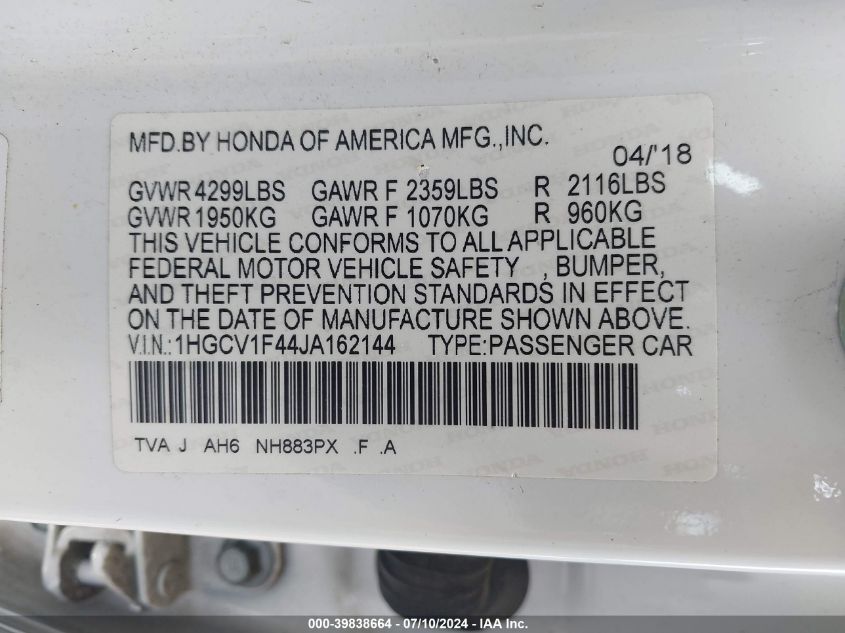 MFD.BY HONDA OF AMERICA MFG.,INC.
04/'18
GVWR 4299LBS GAWR F 2359LBS R 2116LBS
GVWR 1950KG GAWR F 1070KG R 960KG
THIS VEHICLE CONFORMS TO ALL APPLICABLE
FEDERAL MOTOR VEHICLE SAFETY , BUMPER,
AND THEFT PREVENTION STANDARDS IN EFFECT
ON THE DATE OF MANUFACTURE SHOWN ABOVE.
V.I.N.:1HGCV1F44JA162144 TYPE:PASSENGER CAR
TVA J AH6 NH883PX .F .A
000-39838664 - 07/10/2024 - IAA Inc.